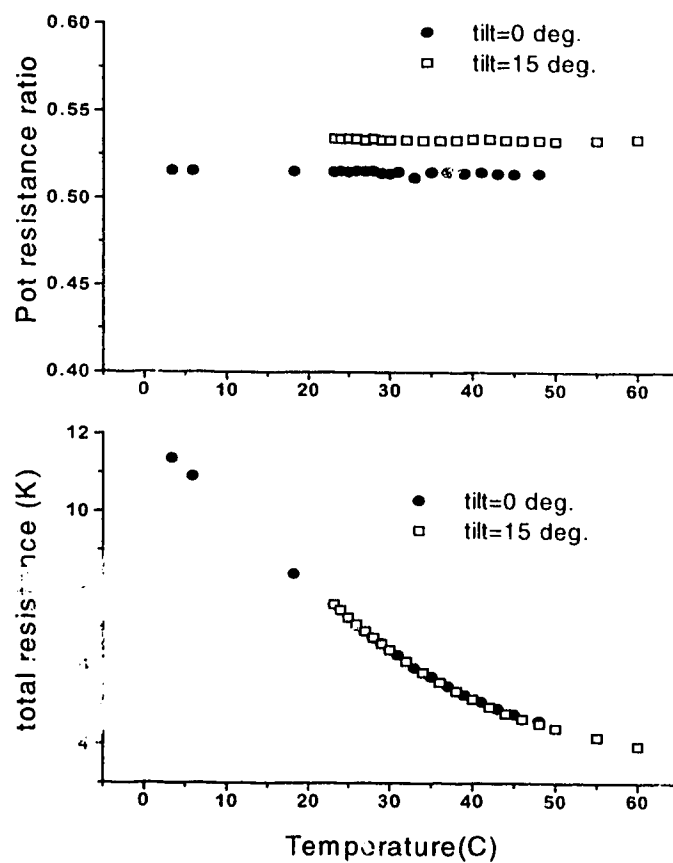 0.60
0.55
0.50
0.45
0.40
Pot resistance ratio
tilt=0 deg.
tilt=15 deg.
0 10 20 30 40 50 60
12
10
4
total (K)
tilt=0 deg.
tilt=15 deg.
0 10 20 30 40 50 60
Temperature(C)